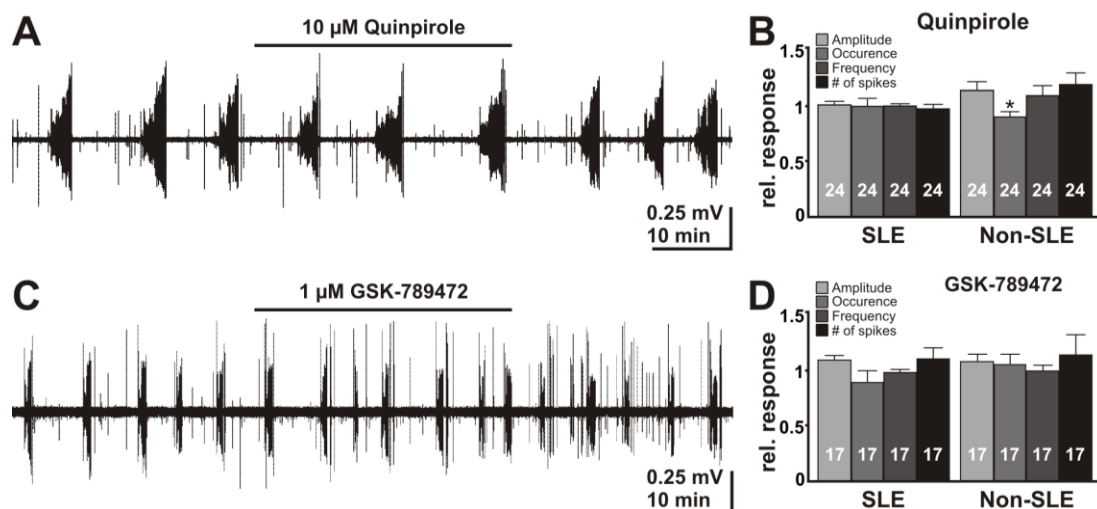 A
10 µM Quinpirole
0.25 mV
10 min
B
Quinpirole
Amplitude
Occurence
Frequency
# of spikes
rel. response
1.5
1
0.5
0
*
24 24 24 24 24 24 24 24
SLE Non-SLE
C
1 µM GSK-789472
0.25 mV
10 min
D
GSK-789472
Amplitude
Occurence
Frequency
# of spikes
rel. response
1.5
1
0.5
0
17 17 17 17 17 17 17 17
SLE Non-SLE